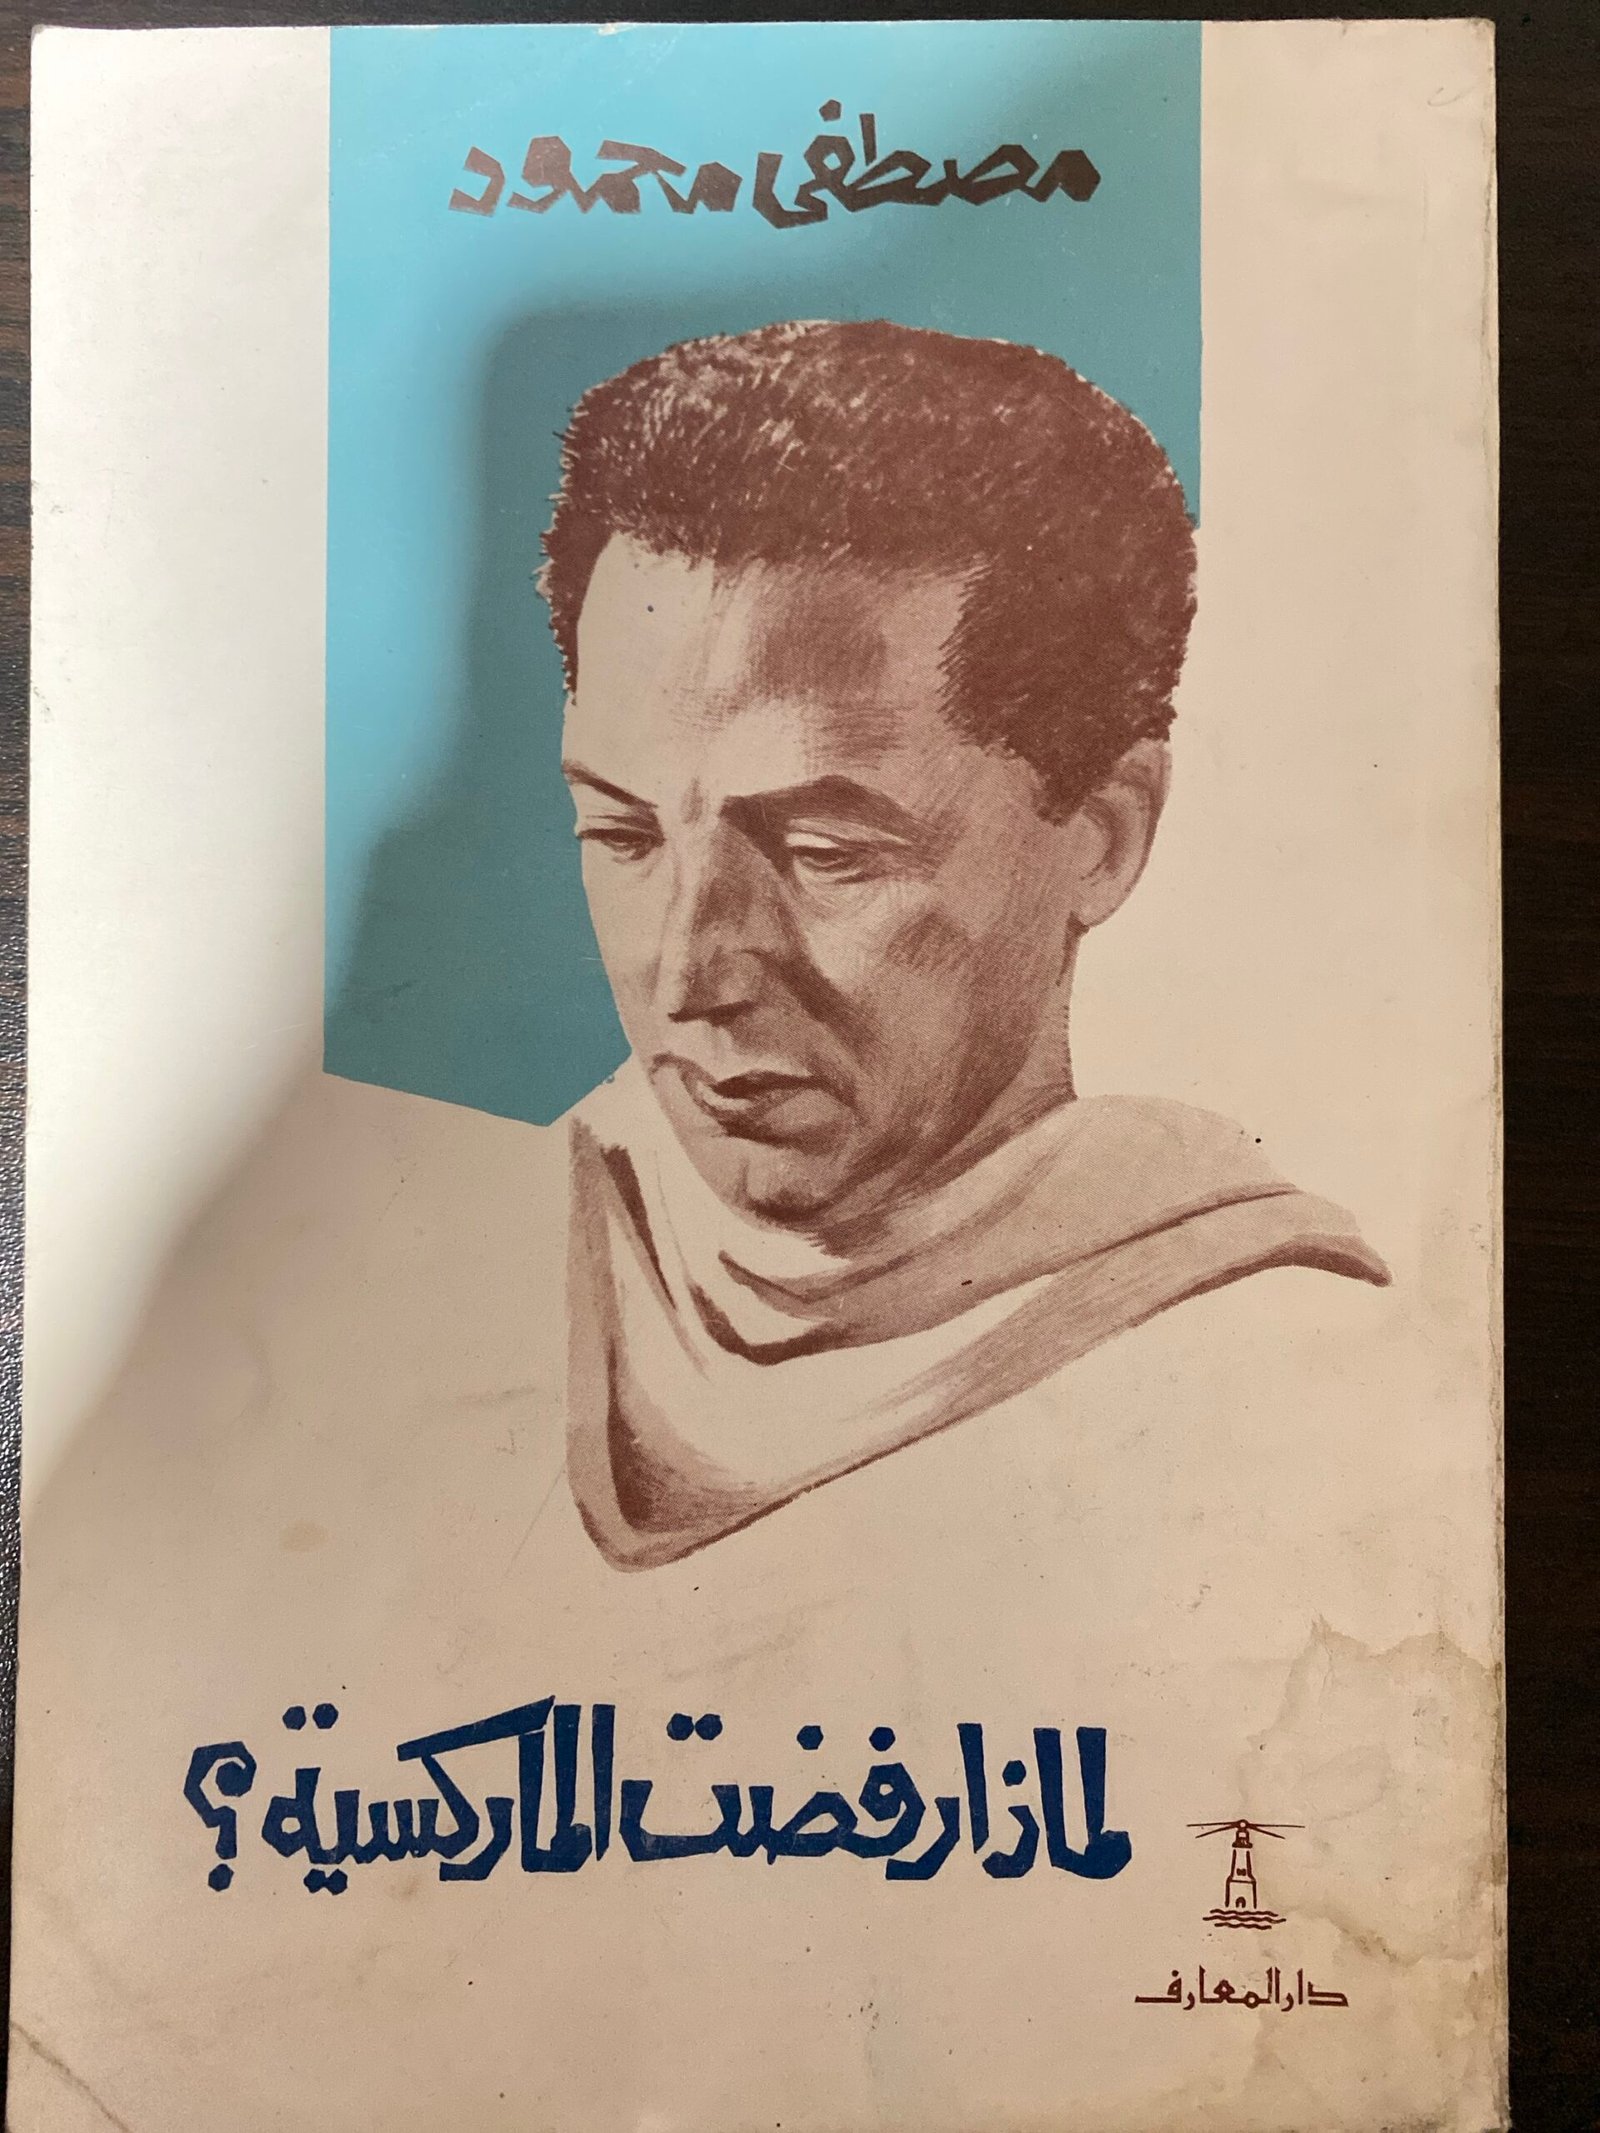 مصطفى محمود
لماذا رفضت الماركسية؟
دار المعارف